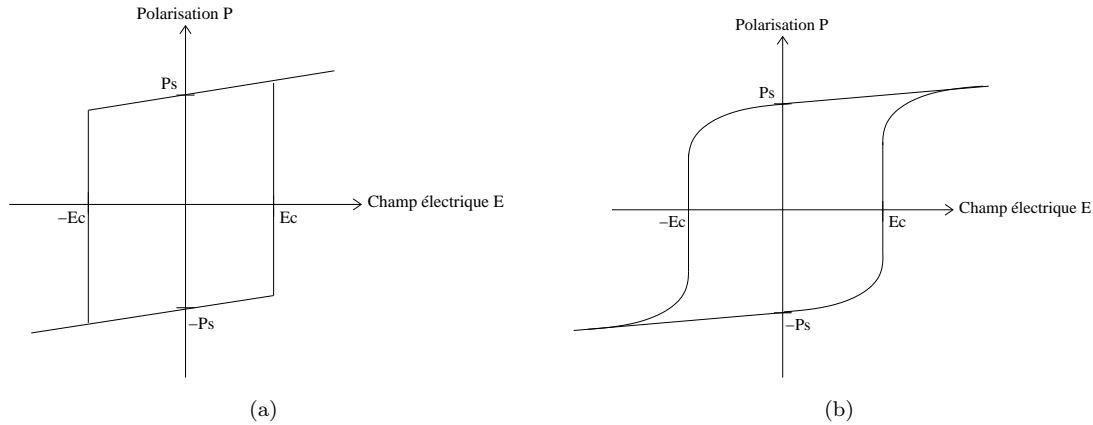 Polarisation P
Ps
Champ électrique E
−Ec
Ec
−Ps
(a)
Polarisation P
Ps
Champ électrique E
−Ec
Ec
−Ps
(b)